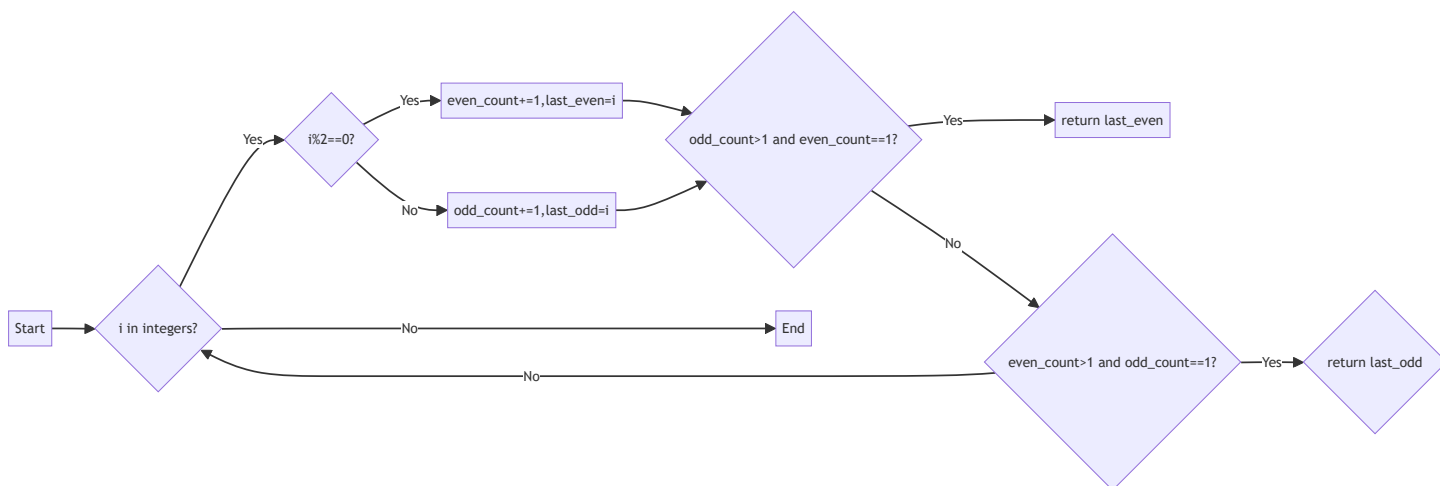 Start
i in integers?
Yes
i%2==0?
Yes
even_count+=1,last_even=i
No
odd_count+=1,last_odd=i
odd_count>1 and even_count==1?
Yes
return last_even
No
even_count>1 and odd_count==1?
Yes
return last_odd
No
End
No